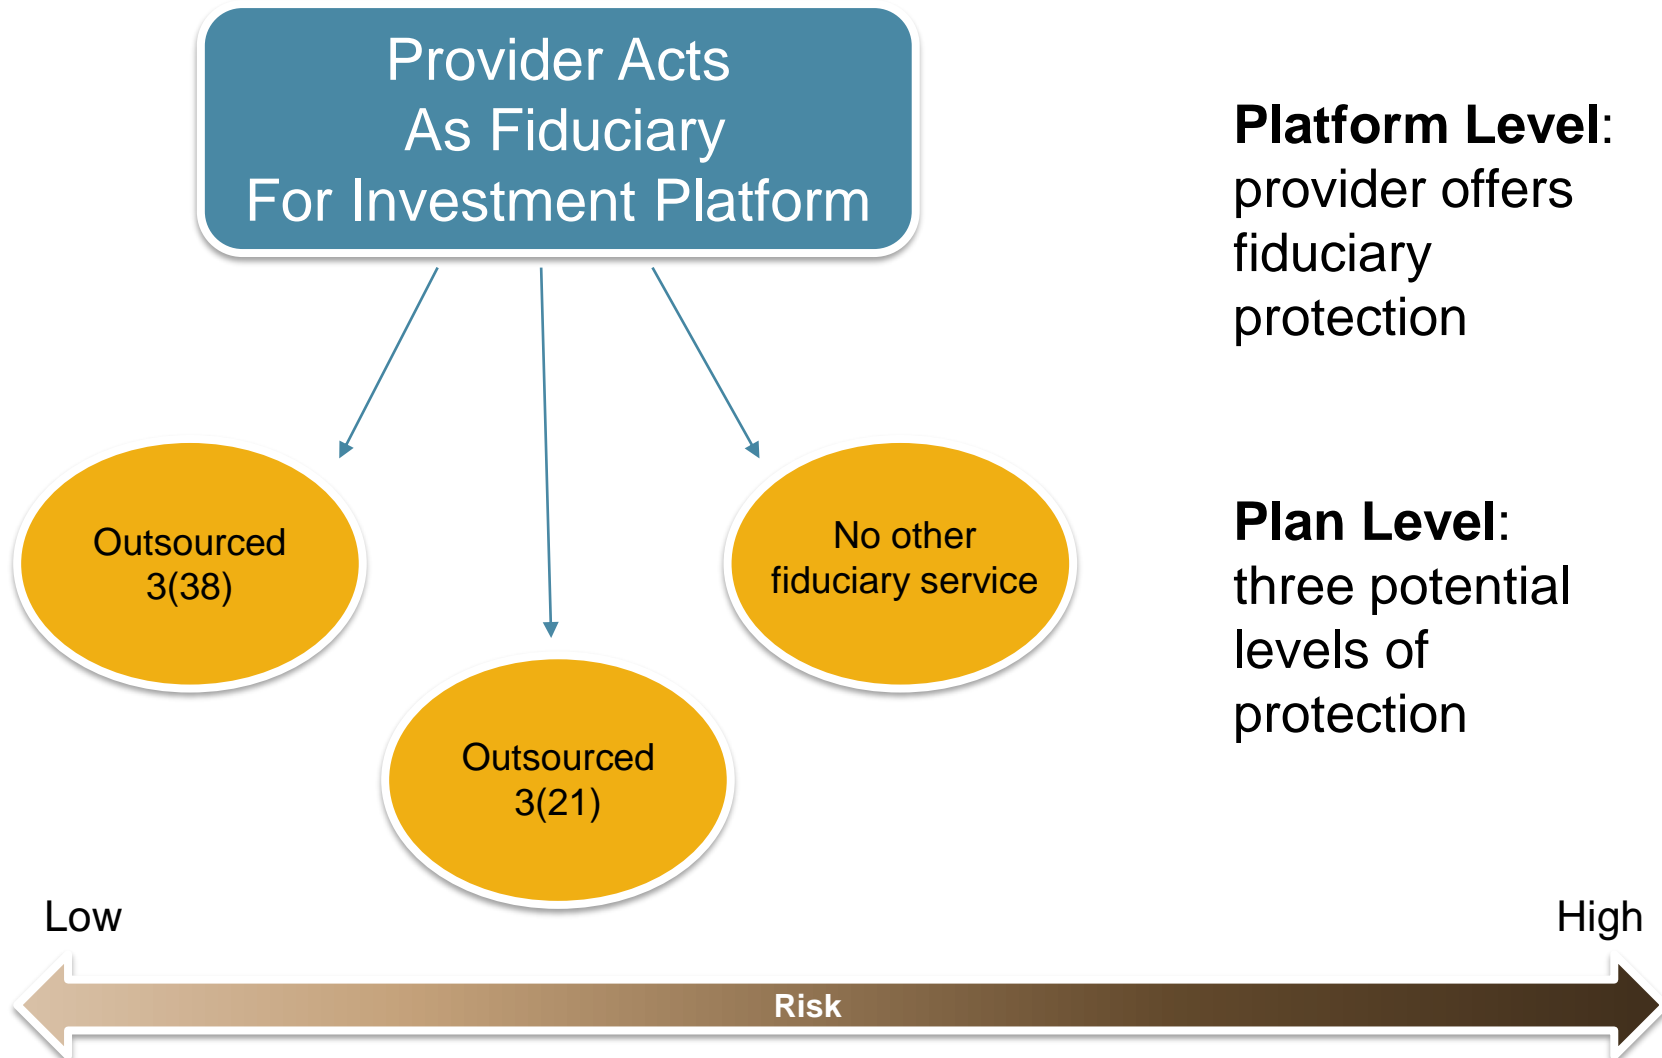 Provider Acts
As Fiduciary
For Investment Platform
Platform Level:
provider offers
fiduciary
protection
Outsourced
3(38)
No other
fiduciary service
Outsourced
3(21)
Plan Level:
three potential
levels of
protection
Low
High
Risk